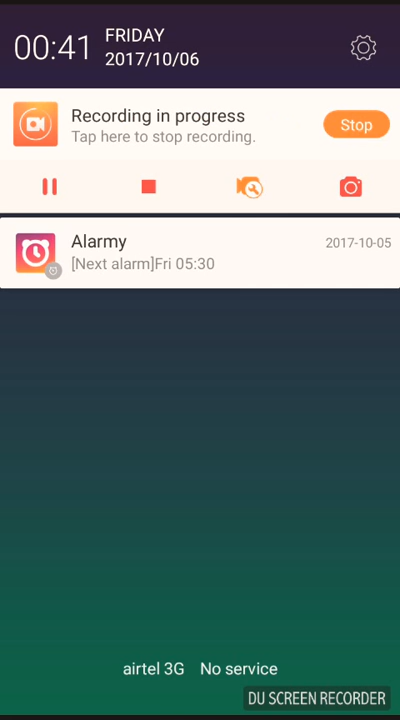 00:41 FRIDAY
2017/10/06
Recording in progress
Tap here to stop recording.
Stop
Alarmy 2017-10-05
[Next alarm]Fri 05:30
airtel 3G No service
DU SCREEN RECORDER